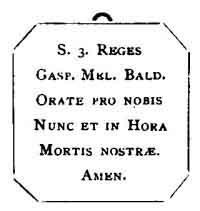 S. 3. Reges
Gasp. Mel. Bald.
Orate pro nobis
Nunc et in Hora
Mortis nostræ.
Amen.